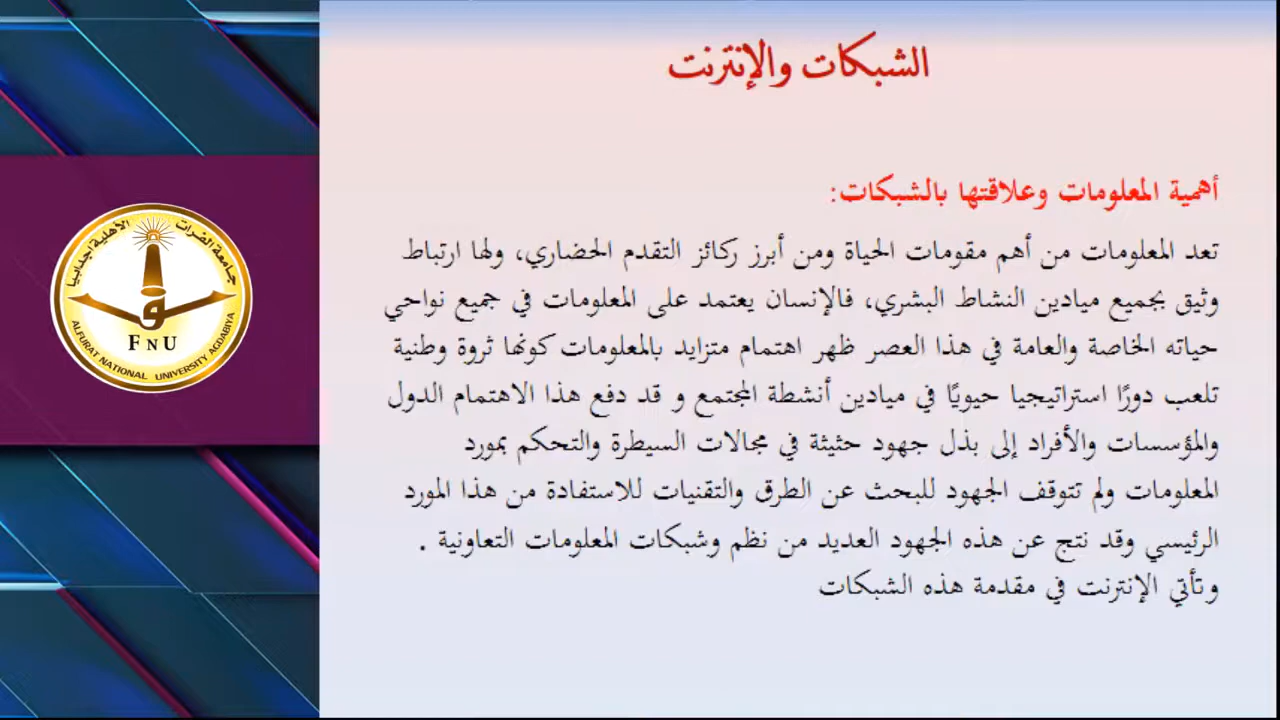 الشبكات والإنترنت
أهمية المعلومات وعلاقتها بالشبكات:
تعد المعلومات من أهم مقومات الحياة ومن أبرز ركائز التقدم الحضاري، ولها ارتباط
وثيق بجميع ميادين النشاط البشري، فالإنسان يعتمد على المعلومات في جميع نواحي
حياته الخاصة والعامة في هذا العصر ظهر اهتمام متزايد بالمعلومات كونها ثروة وطنية
تلعب دورًا استراتيجيا حيويًا في ميادين أنشطة المجتمع و قد دفع هذا الاهتمام الدول
والمؤسسات والأفراد إلى بذل جهود حثيثة في مجالات السيطرة والتحكم بمورد
المعلومات ولم تتوقف الجهود للبحث عن الطرق والتقنيات للاستفادة من هذا المورد
الرئيسي وقد نتج عن هذه الجهود العديد من نظم وشبكات المعلومات التعاونية .
وتأتي الإنترنت في مقدمة هذه الشبكات
جامعة الفرات الأهلية اجدابيا
FNU
ALFURAT NATIONAL UNIVERSITY AGDABIYA